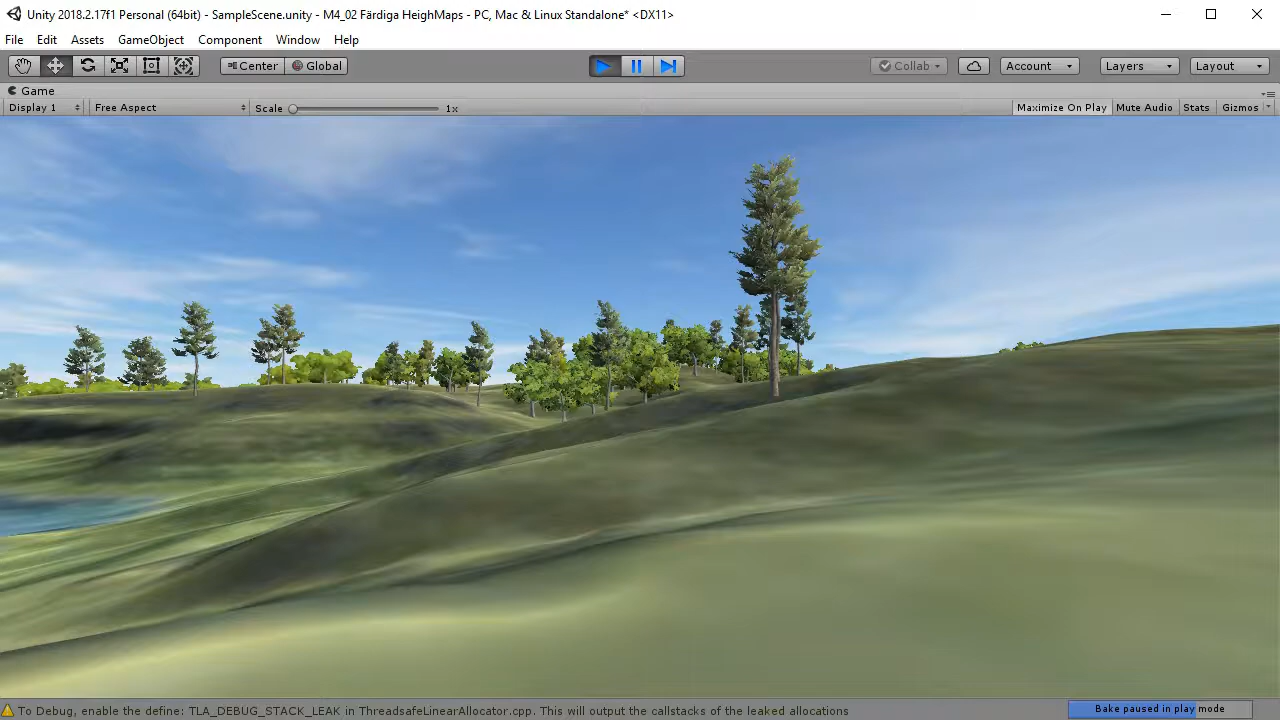 Unity 2018.2.17f1 Personal (64bit) - SampleScene.unity - M4_02 Färdiga HeighMaps - PC, Mac & Linux Standalone* <DX11>
File Edit Assets GameObject Component Window Help
Center Global Collab Account Layers Layout
Game
Display 1 Free Aspect Scale 1x Maximize On Play Mute Audio Stats Gizmos
To Debug, enable the define: TLA_DEBUG_STACK_LEAK in ThreadsafeLinearAllocator.cpp. This will output the callstacks of the leaked allocations Bake paused in play mode